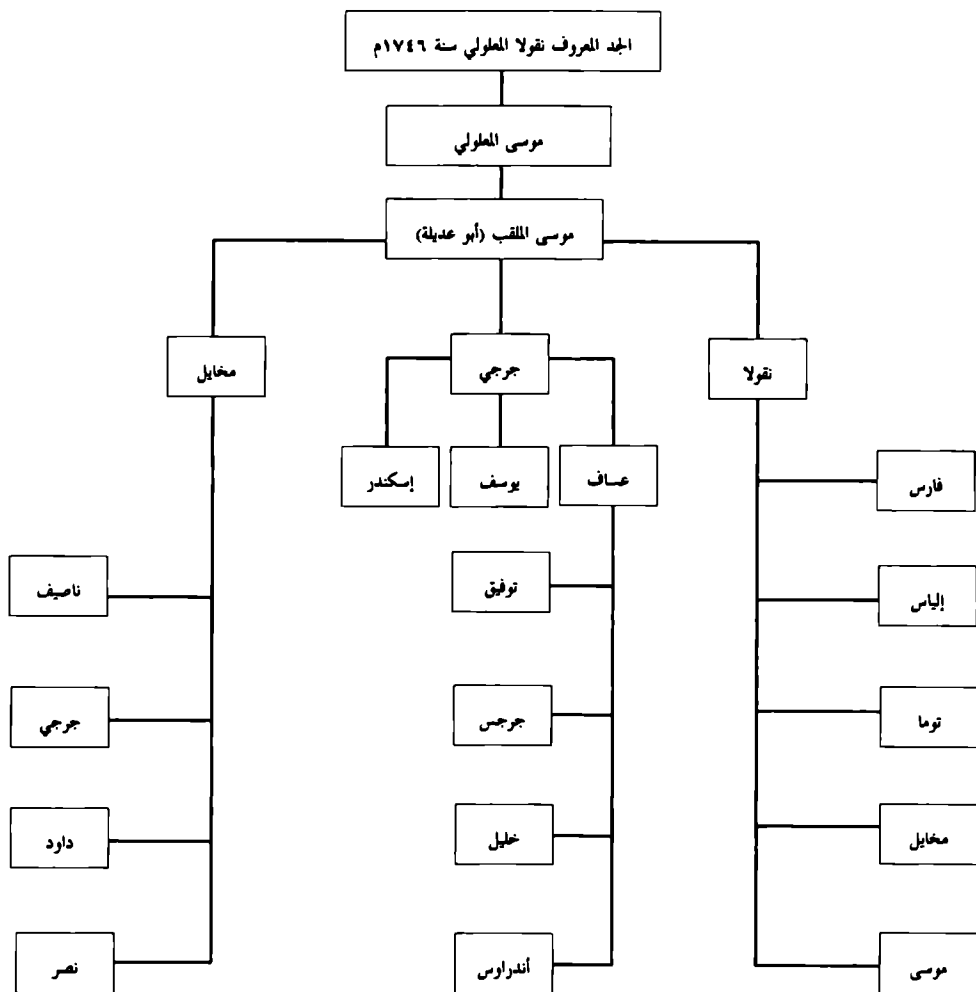 الجد المعروف نقولا المعلولي سنة ١٧٤٦م
موسى المعلولي
موسى الملقب (أبو عديلة)
نقولا
جرجي
مخايل
عساف
يوسف
إسكندر
فارس
إلياس
توما
مخايل
موسى
توفيق
جرجس
خليل
أندراوس
ناصيف
جرجي
داود
نصر